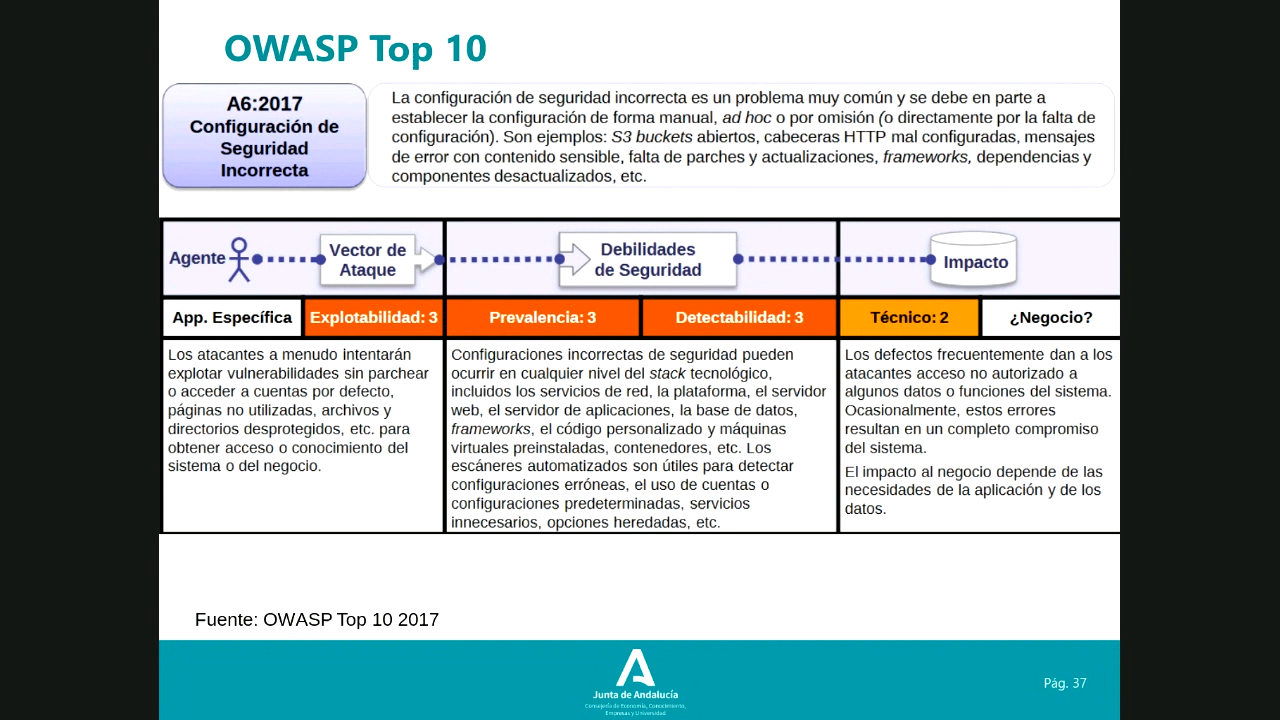 OWASP Top 10
A6:2017
Configuración de
Seguridad
Incorrecta
La configuración de seguridad incorrecta es un problema muy común y se debe en parte a
establecer la configuración de forma manual, ad hoc o por omisión (o directamente por la falta de
configuración). Son ejemplos: S3 buckets abiertos, cabeceras HTTP mal configuradas, mensajes
de error con contenido sensible, falta de parches y actualizaciones, frameworks, dependencias y
componentes desactualizados, etc.
Agente
Vector de
Ataque
Debilidades
de Seguridad
Impacto
App. Específica
Explotabilidad: 3
Prevalencia: 3
Detectabilidad: 3
Técnico: 2
¿Negocio?
Los atacantes a menudo intentarán
explotar vulnerabilidades sin parchear
o acceder a cuentas por defecto,
páginas no utilizadas, archivos y
directorios desprotegidos, etc. para
obtener acceso o conocimiento del
sistema o del negocio.
Configuraciones incorrectas de seguridad pueden
ocurrir en cualquier nivel del stack tecnológico,
incluidos los servicios de red, la plataforma, el servidor
web, el servidor de aplicaciones, la base de datos,
frameworks, el código personalizado y máquinas
virtuales preinstaladas, contenedores, etc. Los
escáneres automatizados son útiles para detectar
configuraciones erróneas, el uso de cuentas o
configuraciones predeterminadas, servicios
innecesarios, opciones heredadas, etc.
Los defectos frecuentemente dan a los
atacantes acceso no autorizado a
algunos datos o funciones del sistema.
Ocasionalmente, estos errores
resultan en un completo compromiso
del sistema.
El impacto al negocio depende de las
necesidades de la aplicación y de los
datos.
Fuente: OWASP Top 10 2017
Junta de Andalucía
Consejería de Economía, Conocimiento,
Empresas y Universidad
Pág. 37